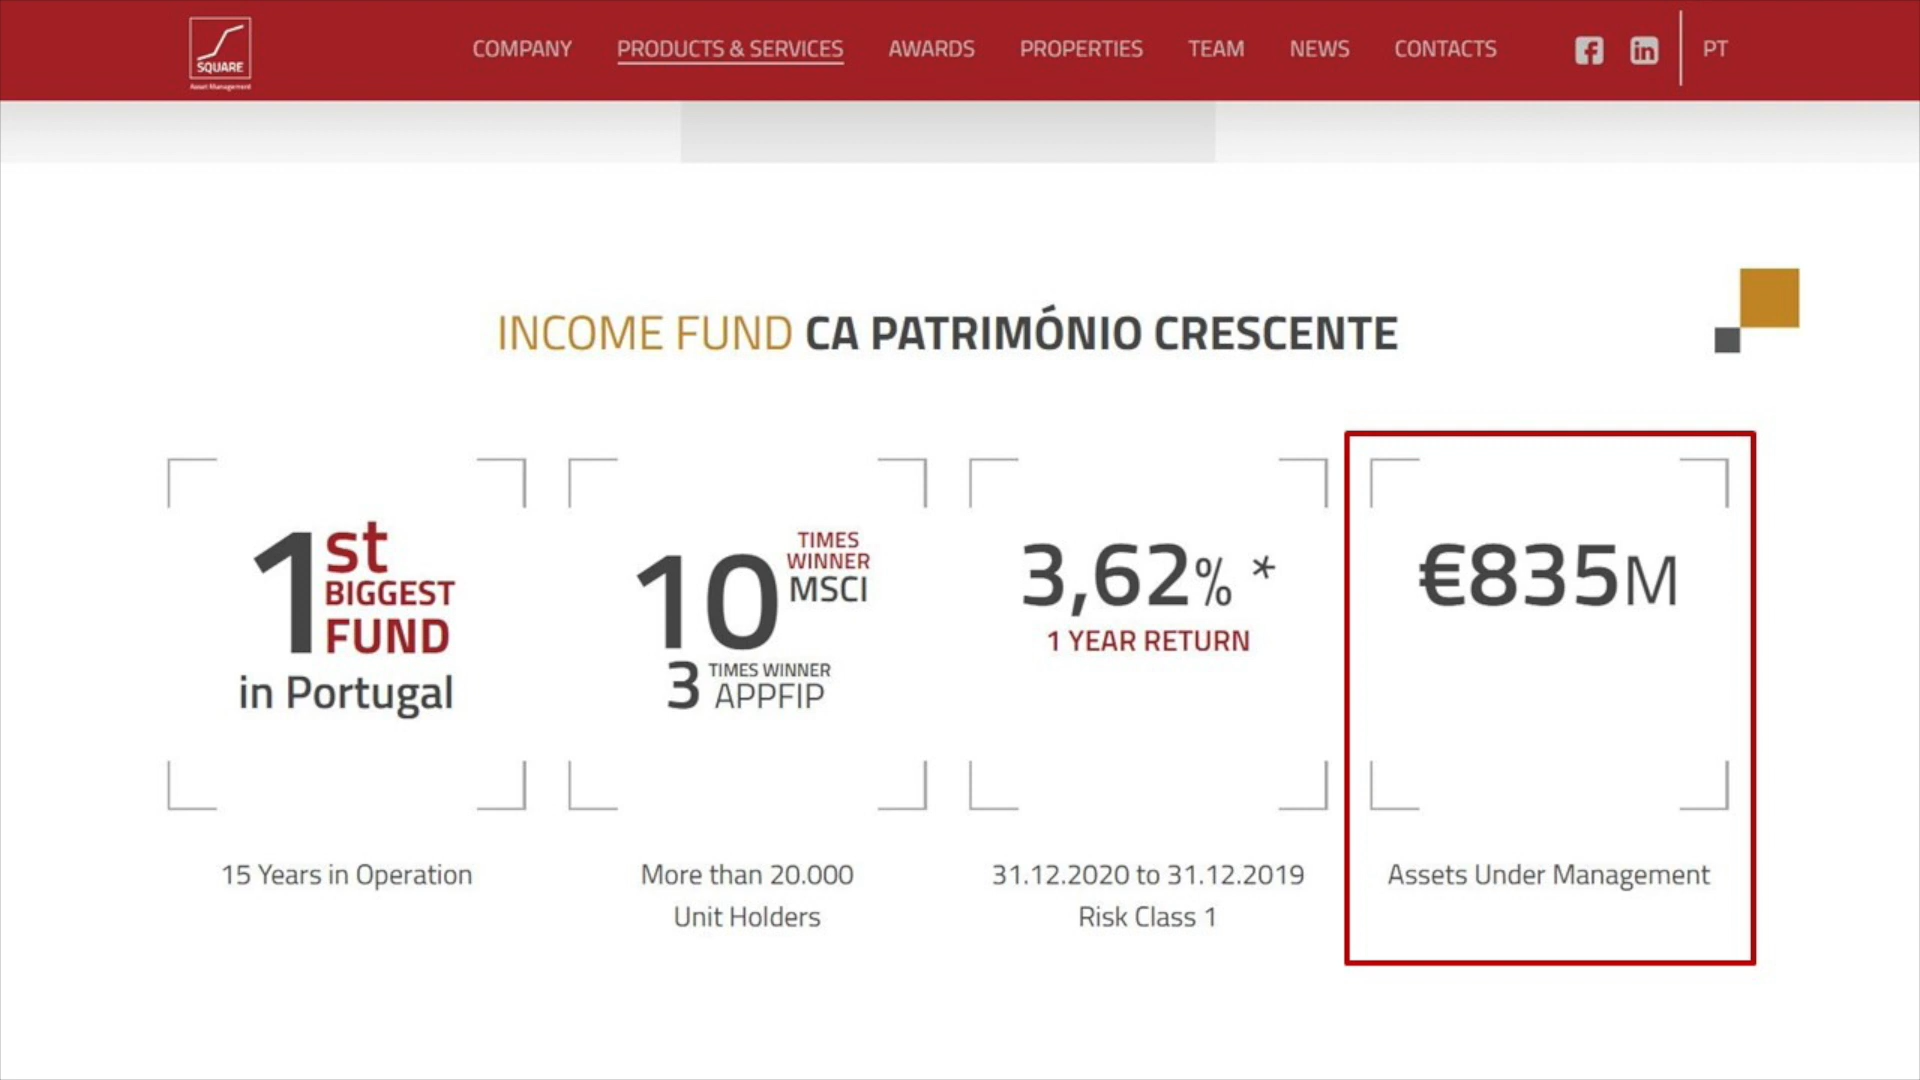 SQUARE
Asset Management
COMPANY
PRODUCTS & SERVICES
AWARDS
PROPERTIES
TEAM
NEWS
CONTACTS
PT
INCOME FUND CA PATRIMÓNIO CRESCENTE
1st
BIGGEST
FUND
in Portugal
15 Years in Operation
10 TIMES
WINNER
MSCI
3 TIMES WINNER
APPFIP
More than 20.000
Unit Holders
3,62% *
1 YEAR RETURN
31.12.2020 to 31.12.2019
Risk Class 1
€835M
Assets Under Management